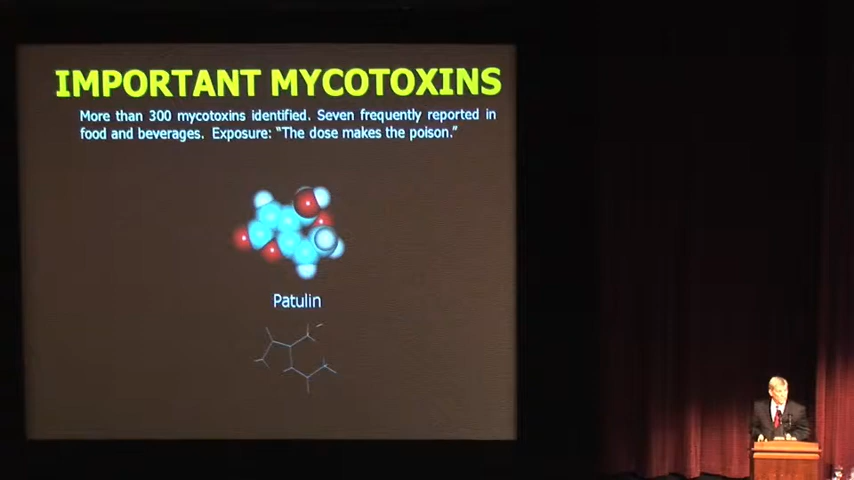 IMPORTANT MYCOTOXINS
More than 300 mycotoxins identified. Seven frequently reported in
food and beverages. Exposure: "The dose makes the poison."
Patulin